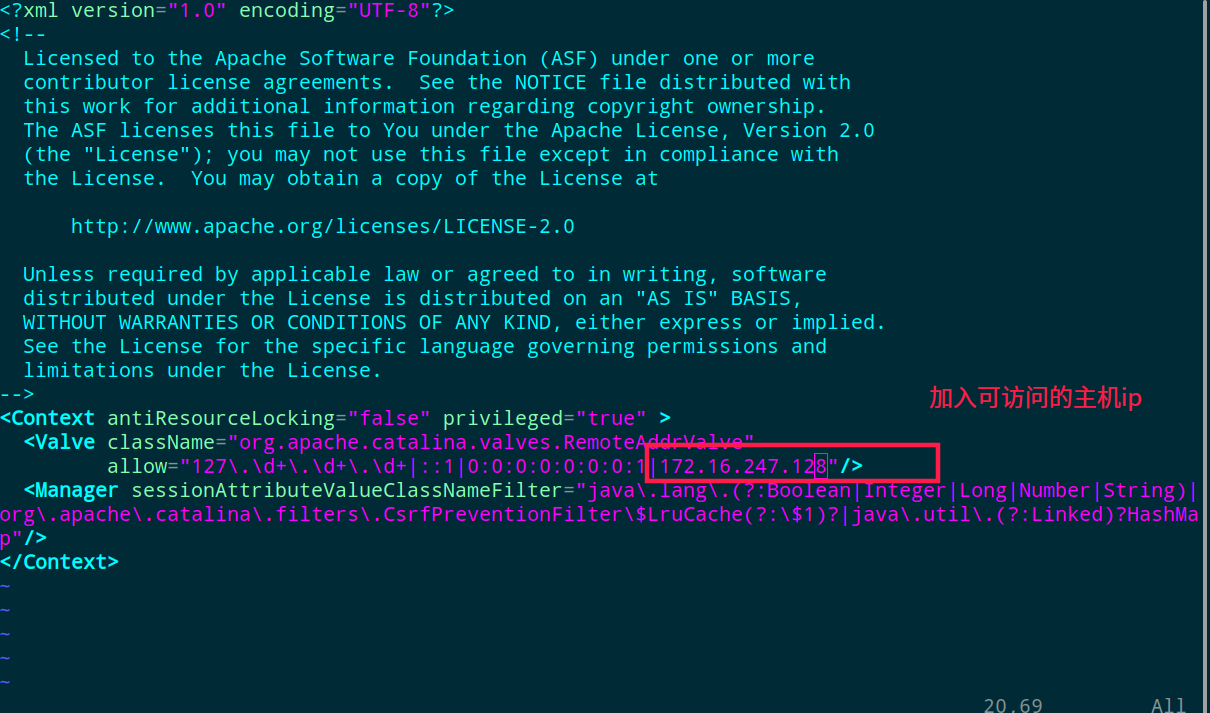 <?xml version="1.0" encoding="UTF-8"?>
<!--
  Licensed to the Apache Software Foundation (ASF) under one or more
  contributor license agreements.  See the NOTICE file distributed with
  this work for additional information regarding copyright ownership.
  The ASF licenses this file to You under the Apache License, Version 2.0
  (the "License"); you may not use this file except in compliance with
  the License.  You may obtain a copy of the License at

      http://www.apache.org/licenses/LICENSE-2.0

  Unless required by applicable law or agreed to in writing, software
  distributed under the License is distributed on an "AS IS" BASIS,
  WITHOUT WARRANTIES OR CONDITIONS OF ANY KIND, either express or implied.
  See the License for the specific language governing permissions and
  limitations under the License.
-->
加入可访问的主机ip
<Context antiResourceLocking="false" privileged="true" >
  <Valve className="org.apache.catalina.valves.RemoteAddrValve"
         allow="127\.\d+\.\d+\.\d+|::1|0:0:0:0:0:0:0:1|172.16.247.128"/>
  <Manager sessionAttributeValueClassNameFilter="java\.lang\.(?:Boolean|Integer|Long|Number|String)|
org\.apache\.catalina\.filters\.CsrfPreventionFilter\$LruCache(?:\$1)?|java\.util\.(?:Linked)?HashMa
p"/>
</Context>
~
~
~
~
~
20,69 All